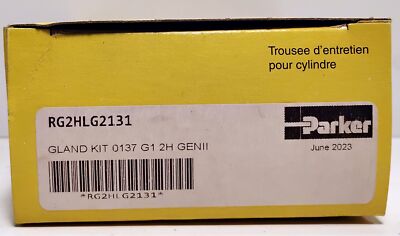 Trousee d'entretien
pour cylindre
RG2HLG2131
Parker
GLAND KIT 0137 G1 2H GENII
June 2023
*RG2HLG2131*